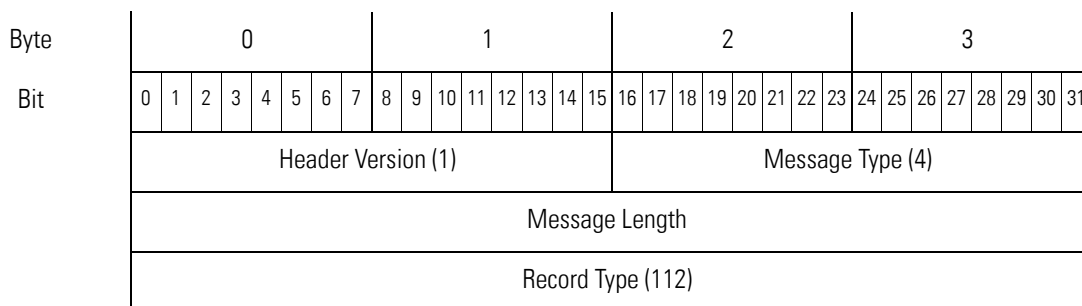 Byte 0 1 2 3
Bit 0 1 2 3 4 5 6 7 8 9 10 11 12 13 14 15 16 17 18 19 20 21 22 23 24 25 26 27 28 29 30 31
Header Version (1) Message Type (4)
Message Length
Record Type (112)